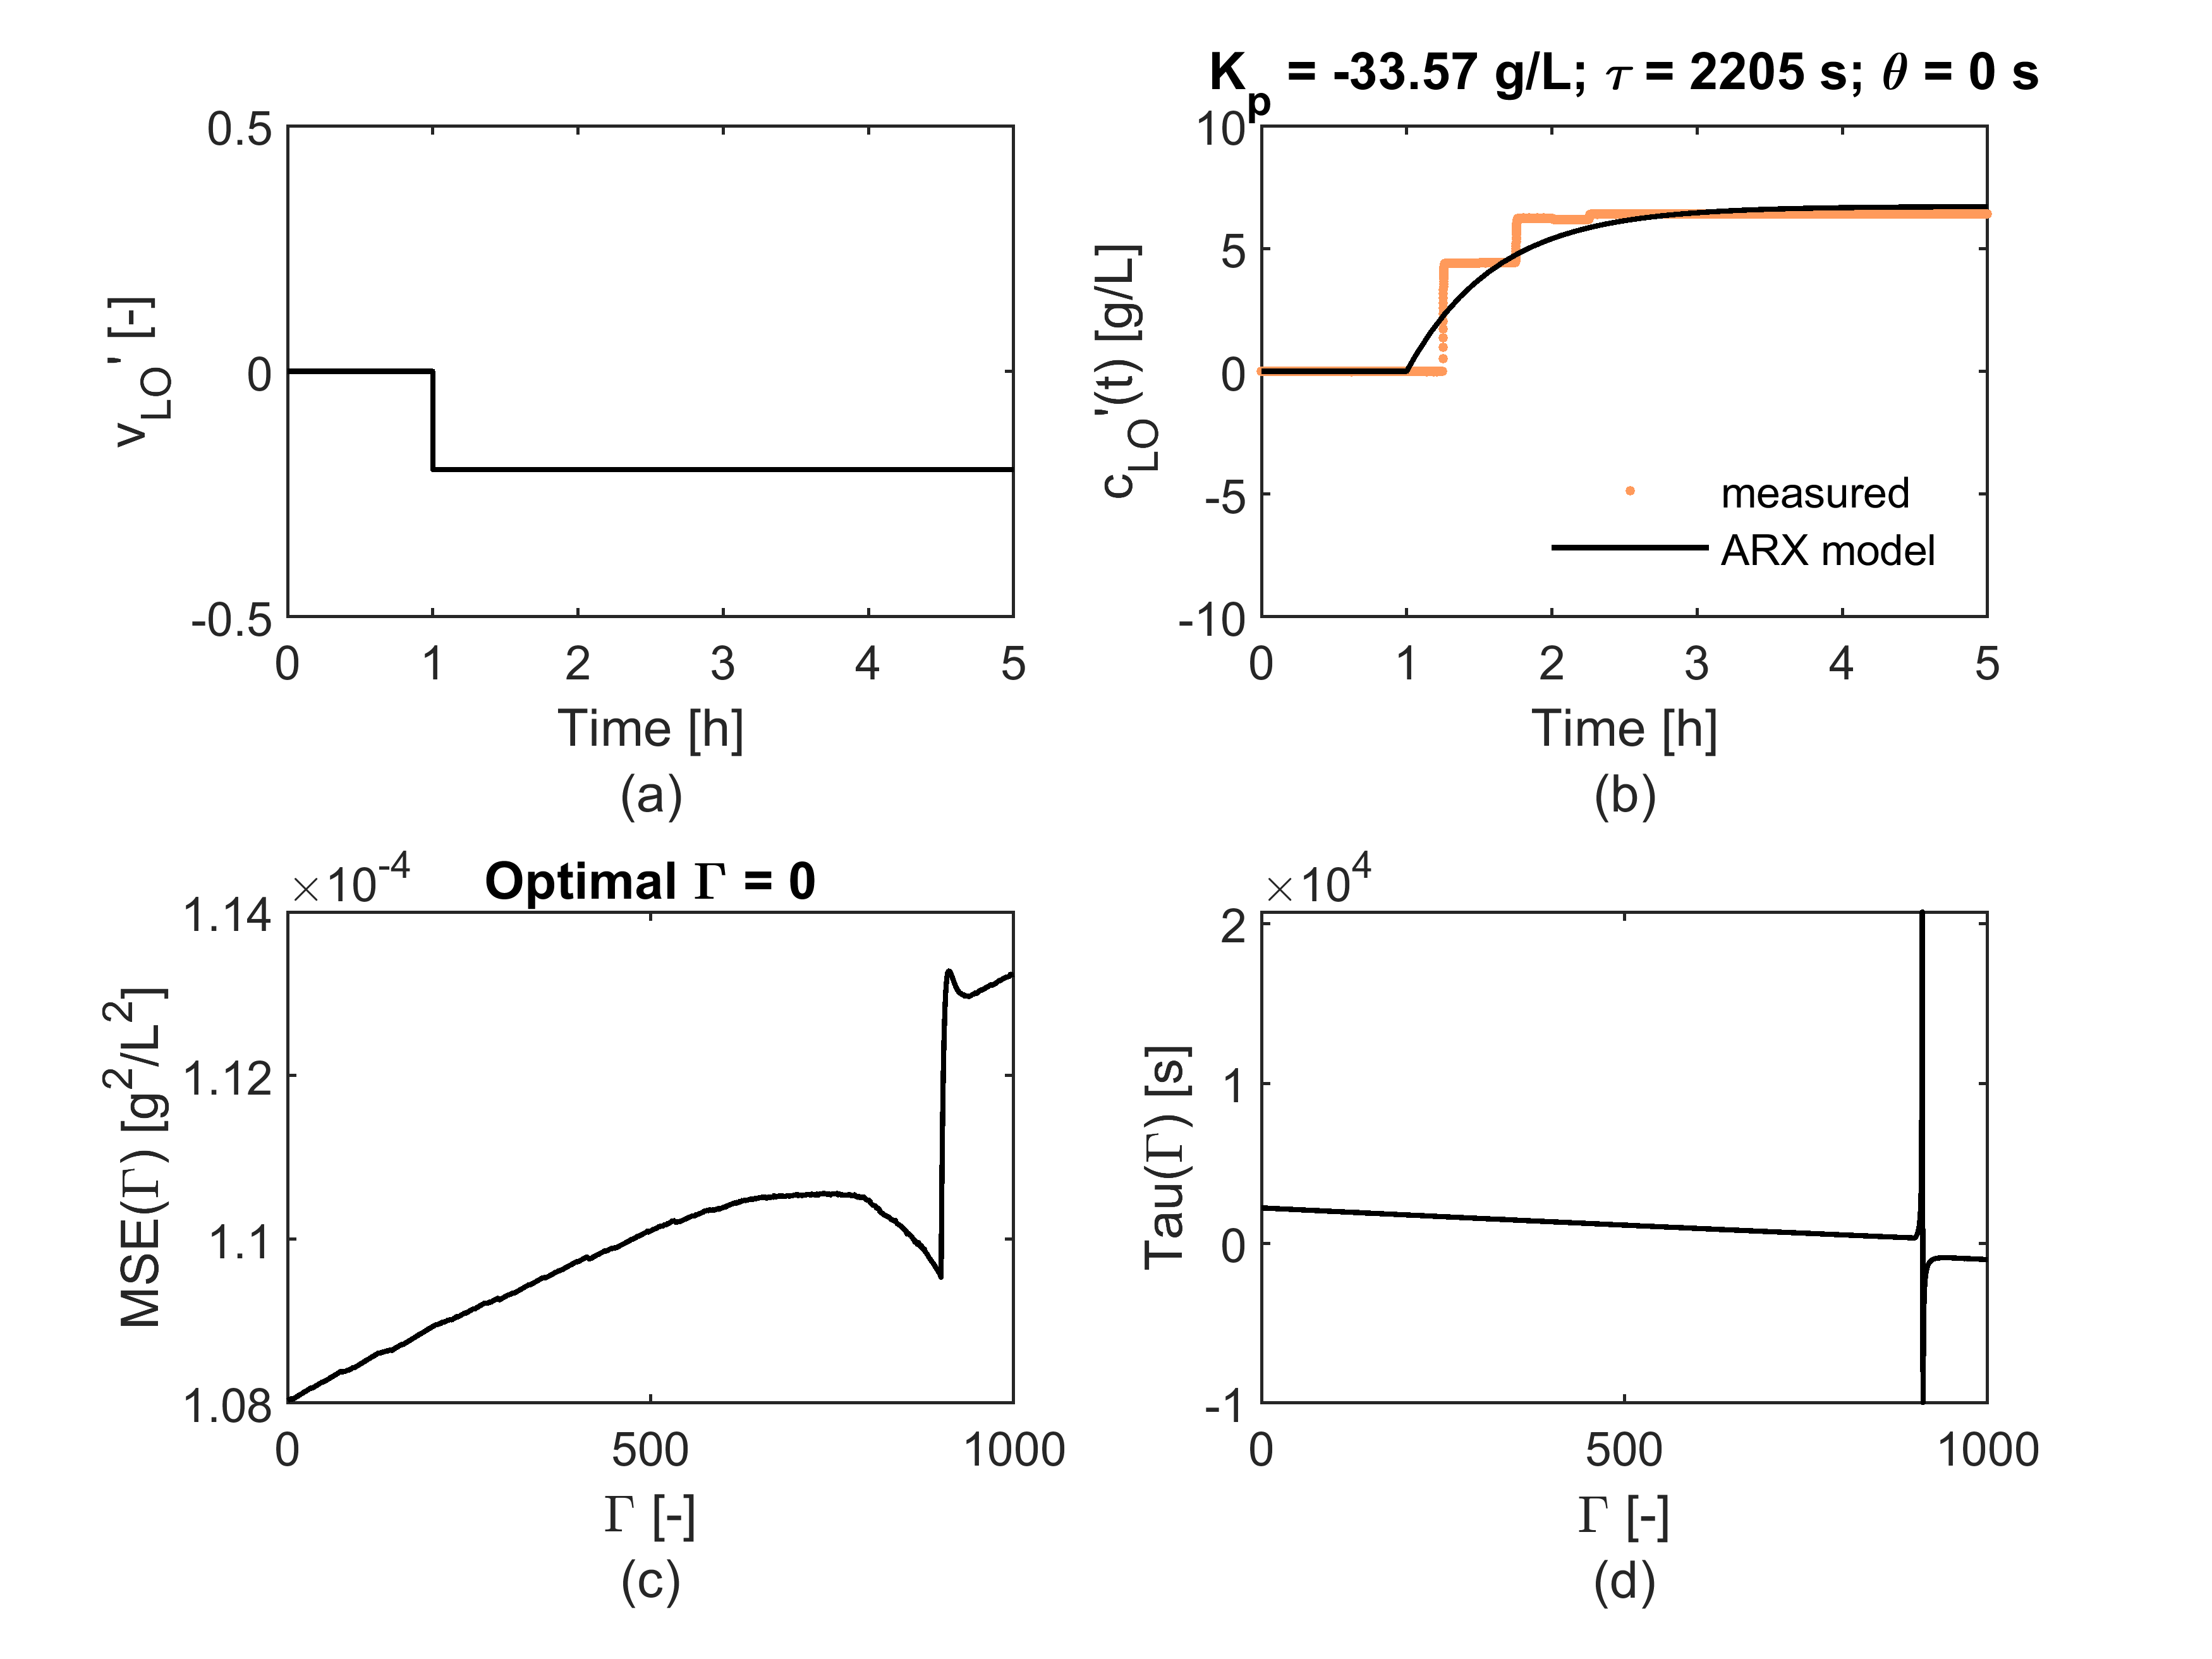 0.5
0
-0.5
v_LO' [-]
0 1 2 3 4 5
Time [h]
(a)
K_p = -33.57 g/L; τ = 2205 s; θ = 0 s
10
5
0
-5
-10
c_LO'(t) [g/L]
measured
ARX model
0 1 2 3 4 5
Time [h]
(b)
×10^-4
Optimal Γ = 0
1.14
1.12
1.1
1.08
MSE(Γ) [g^2/L^2]
0 500 1000
Γ [-]
(c)
×10^4
2
1
0
-1
Tau(Γ) [s]
0 500 1000
Γ [-]
(d)